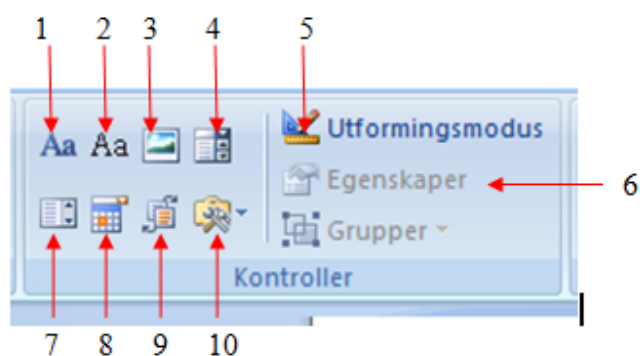 1 2 3 4 5
Aa Aa Utformingsmodus
Egenskaper 6
Grupper
Kontroller
7 8 9 10